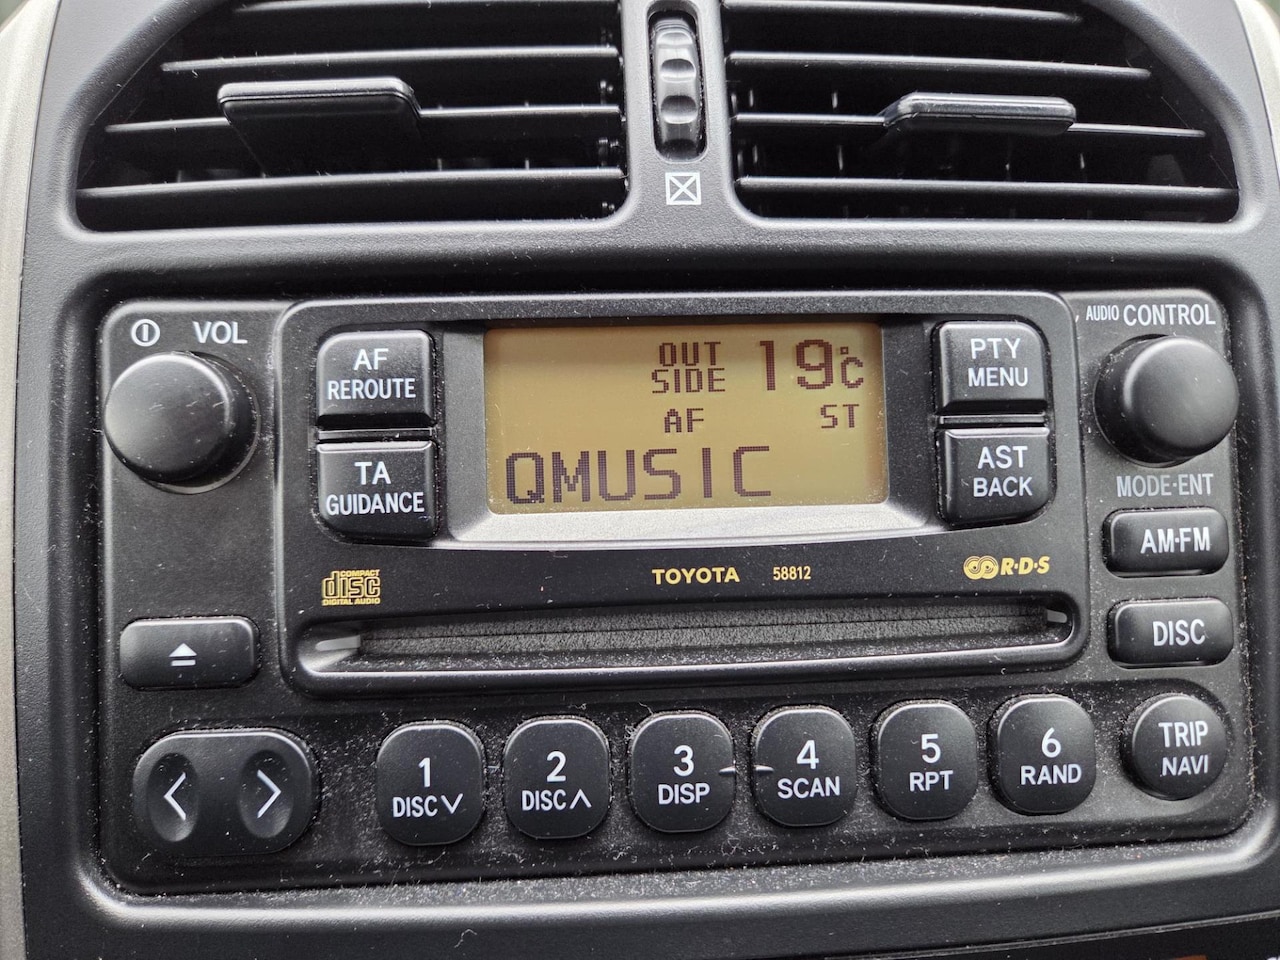 VOL
AUDIO CONTROL
AF
REROUTE
OUT
SIDE
19°C
PTY
MENU
AF
ST
TA
GUIDANCE
QMUSIC
AST
BACK
MODE·ENT
AM·FM
COMPACT
disc
DIGITAL AUDIO
TOYOTA
58812
R·D·S
DISC
1
DISC
2
DISC
3
DISP
4
SCAN
5
RPT
6
RAND
TRIP
NAVI